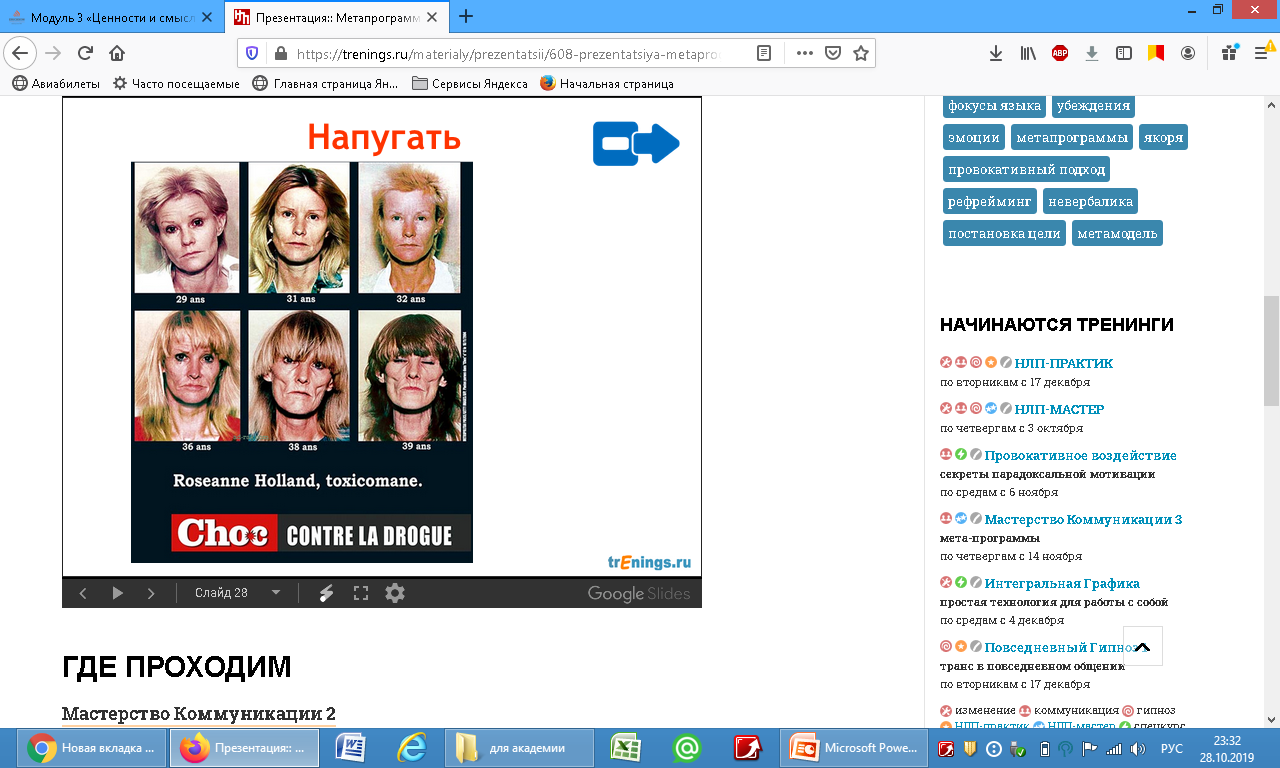 Модуль 3 «Ценности и смысл
Презентация:: Метапрограмм
https://trenings.ru/materialy/prezentatsii/608-prezentatsiya-metapro
ABP
Авиабилеты
Часто посещаемые
Главная страница Ян...
Сервисы Яндекса
Начальная страница
Напугать
29 ans
31 ans
32 ans
36 ans
38 ans
39 ans
Roseanne Holland, toxicomane.
Choc CONTRE LA DROGUE
trEnings.ru
Слайд 28
Google Slides
ГДЕ ПРОХОДИМ
Мастерство Коммуникации 2
фокусы языка убеждения
эмоции метапрограммы якоря
провокативный подход
рефрейминг невербалика
постановка цели метамодель
НАЧИНАЮТСЯ ТРЕНИНГИ
НЛП-ПРАКТИК
по вторникам с 17 декабря
НЛП-МАСТЕР
по четвергам с 3 октября
Провокативное воздействие
секреты парадоксальной мотивации
по средам с 6 ноября
Мастерство Коммуникации 3
мета-программы
по четвергам с 14 ноября
Интегральная Графика
простая технология для работы с собой
по средам с 4 декабря
Повседневный Гипноз
транс в повседневном общении
по вторникам с 17 декабря
изменение коммуникация гипноз
НЛП-практик НЛП-мастер спецкурс
Новая вкладка ...
Презентация:: ...
для академии
Microsoft Powe...
РУС
23:32
28.10.2019